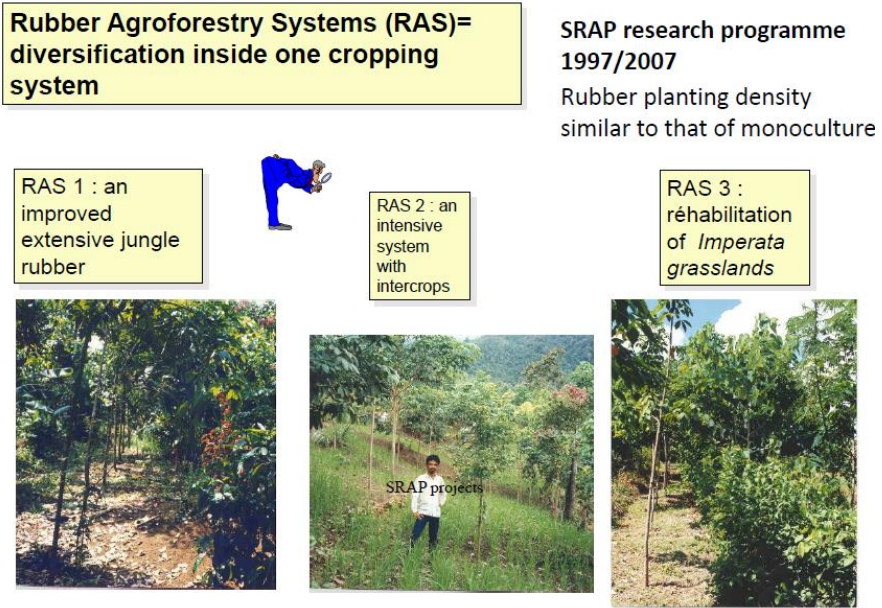 Rubber Agroforestry Systems (RAS)=
diversification inside one cropping
system
SRAP research programme
1997/2007
Rubber planting density
similar to that of monoculture
RAS 1 : an
improved
extensive jungle
rubber
RAS 2 : an
intensive
system
with
intercrops
RAS 3 :
réhabilitation
of Imperata
grasslands
SRAP projects